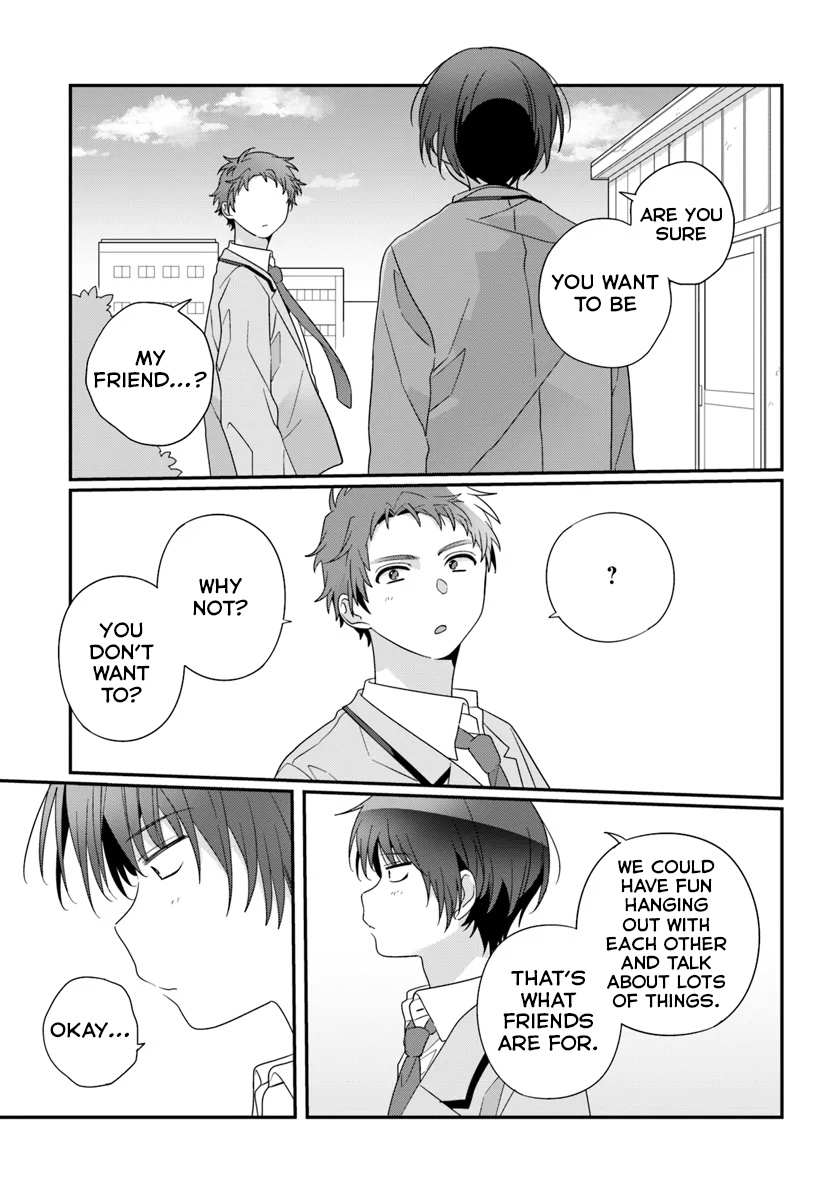 ARE YOU
SURE
YOU WANT
TO BE
MY
FRIEND...?
?
WHY
NOT?
YOU
DON'T
WANT
TO?
WE COULD
HAVE FUN
HANGING
OUT WITH
EACH OTHER
AND TALK
ABOUT LOTS
OF THINGS.
THAT'S
WHAT
FRIENDS
ARE FOR.
OKAY...